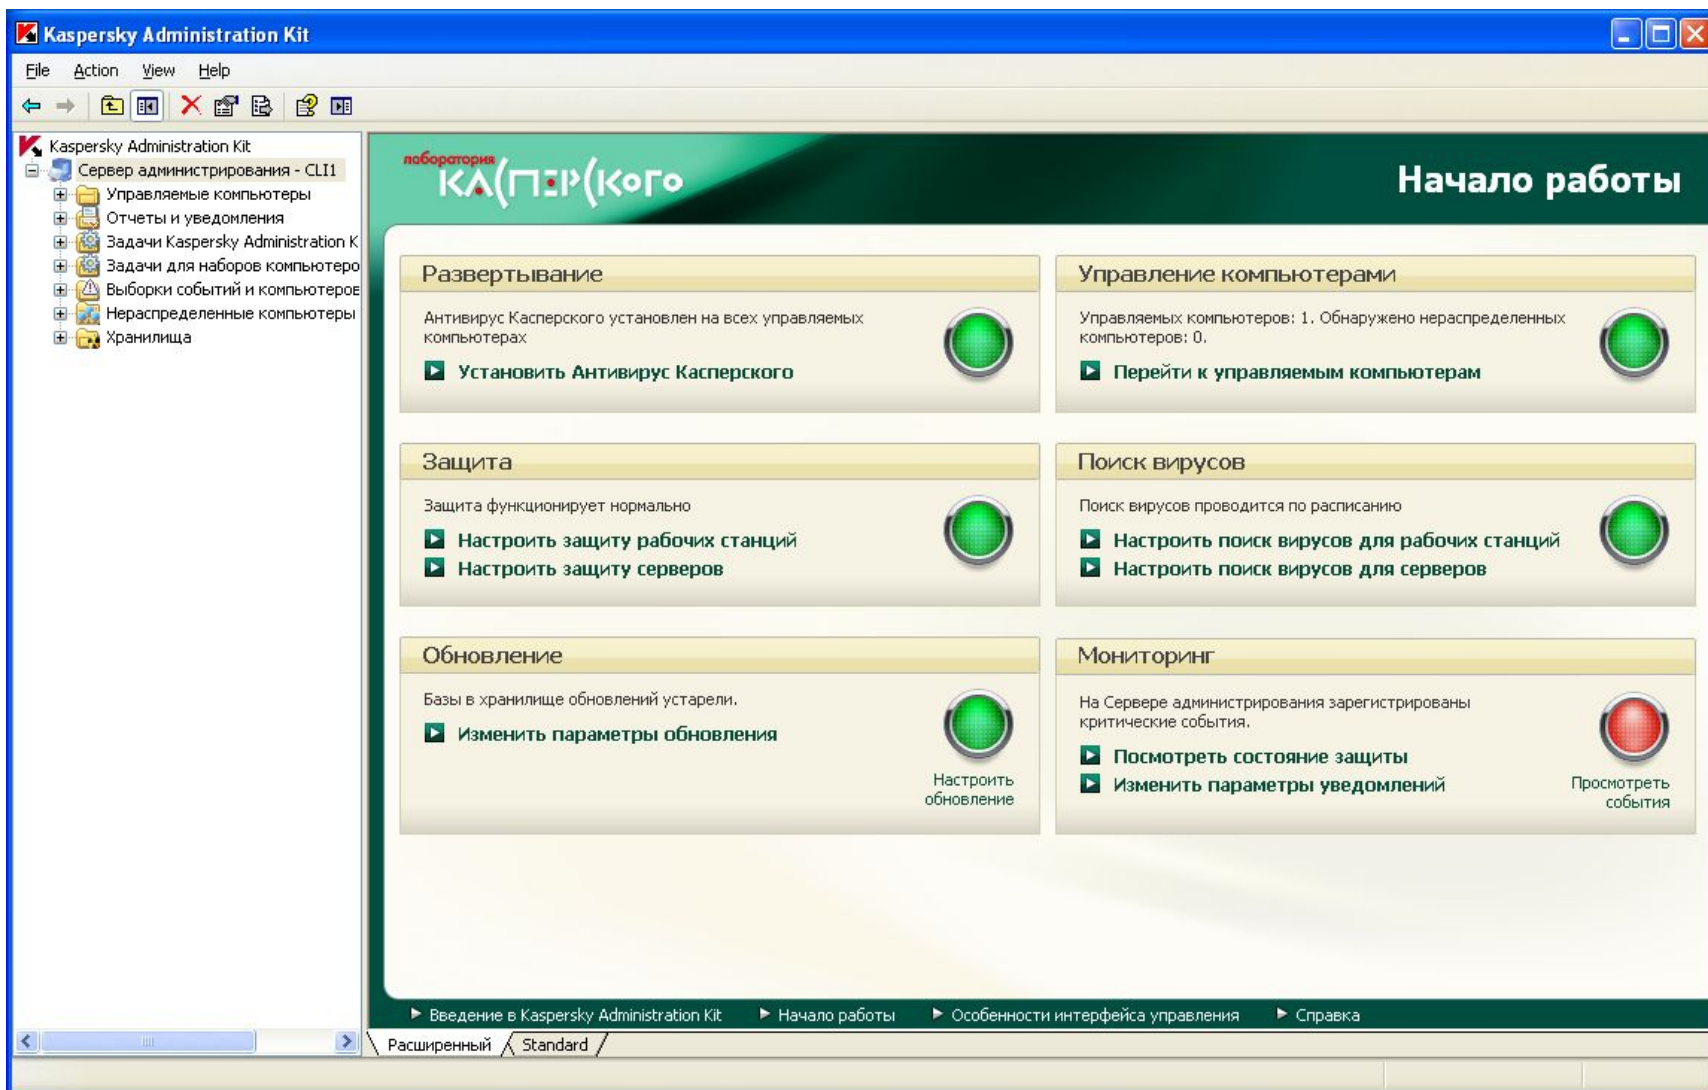 Kaspersky Administration Kit
File Action View Help
Kaspersky Administration Kit
Сервер администрирования - CLI1
Управляемые компьютеры
Отчеты и уведомления
Задачи Kaspersky Administration K
Задачи для наборов компьютеро
Выборки событий и компьютеров
Нераспределенные компьютеры
Хранилища
лаборатория
КАСПЕРСКОГО
Начало работы
Развертывание
Антивирус Касперского установлен на всех управляемых
компьютерах
Установить Антивирус Касперского
Управление компьютерами
Управляемых компьютеров: 1. Обнаружено нераспределенных
компьютеров: 0.
Перейти к управляемым компьютерам
Защита
Защита функционирует нормально
Настроить защиту рабочих станций
Настроить защиту серверов
Поиск вирусов
Поиск вирусов проводится по расписанию
Настроить поиск вирусов для рабочих станций
Настроить поиск вирусов для серверов
Обновление
Базы в хранилище обновлений устарели.
Изменить параметры обновления
Настроить
обновление
Мониторинг
На Сервере администрирования зарегистрированы
критические события.
Посмотреть состояние защиты
Изменить параметры уведомлений
Просмотреть
события
Введение в Kaspersky Administration Kit Начало работы Особенности интерфейса управления Справка
Расширенный Standard